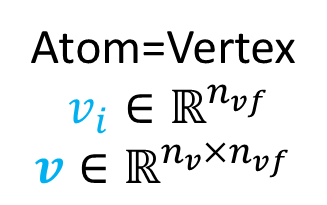 Atom=Vertex
𝑣ᵢ ∈ ℝ^{n_{vf}}
𝒗 ∈ ℝ^{n_v×n_{vf}}